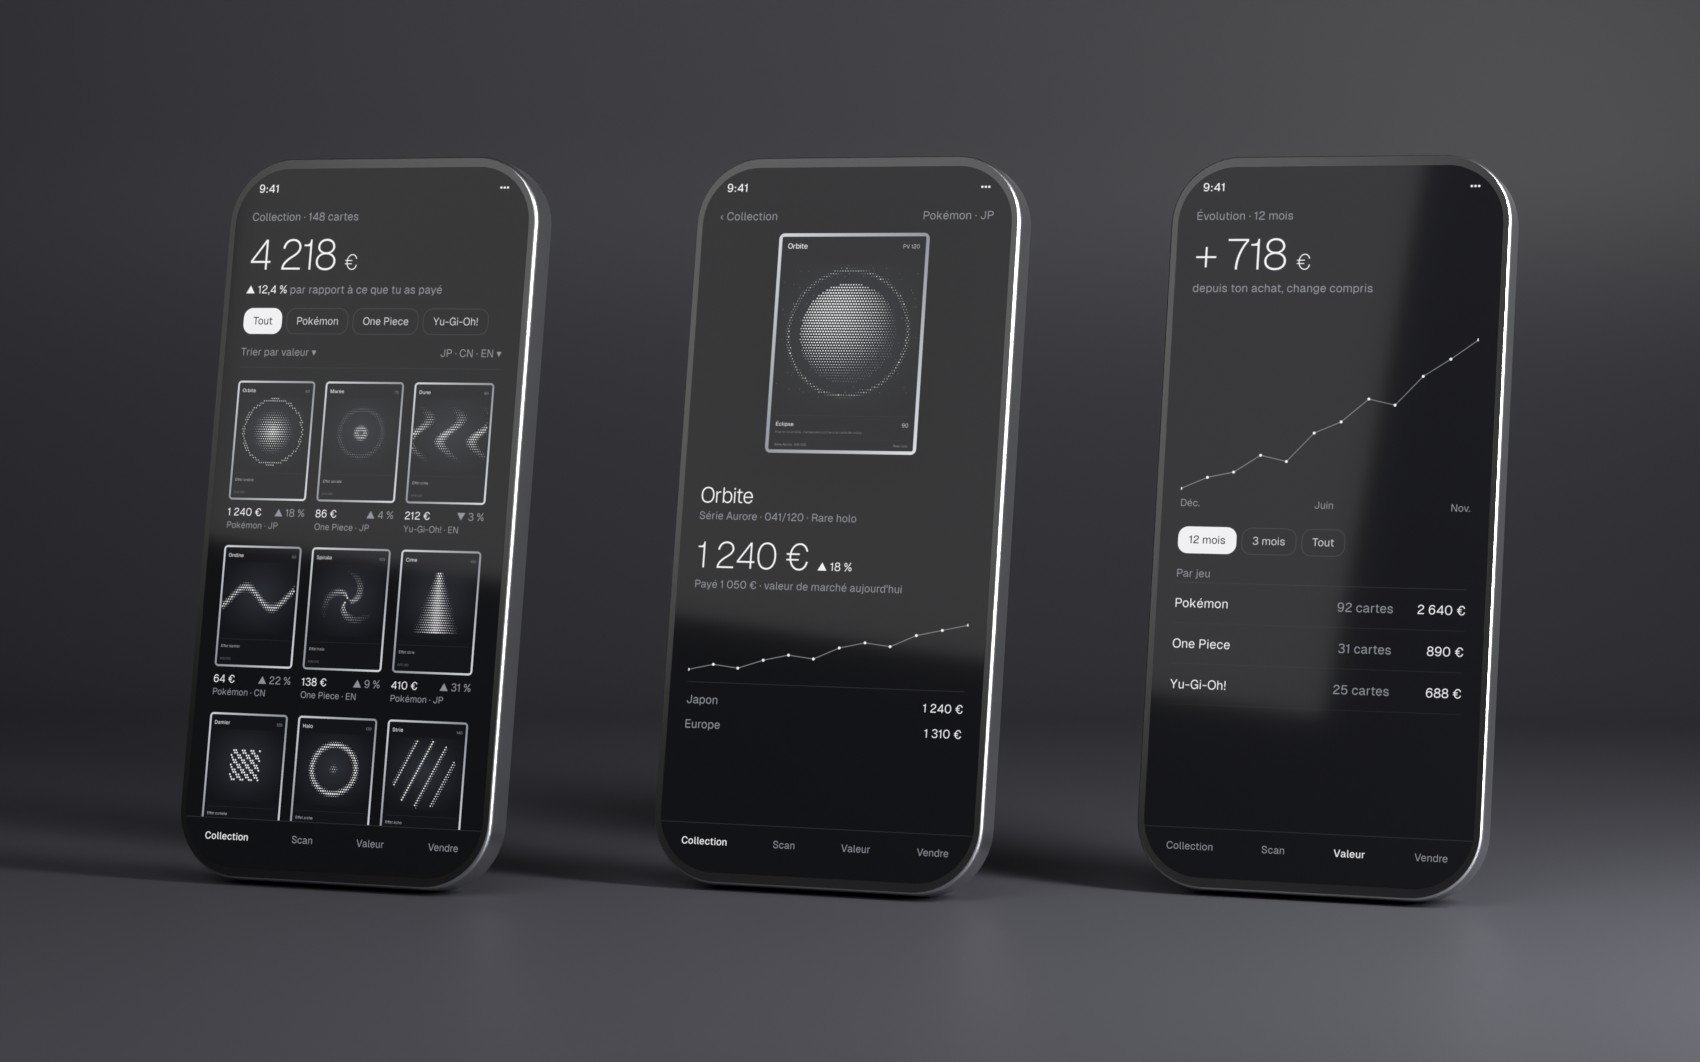 9:41
Collection · 148 cartes
4 218 €
▲ 12,4 % par rapport à ce que tu as payé
Tout Pokémon One Piece Yu-Gi-Oh!
Trier par valeur ▾ JP · CN · EN ▾
Orbite Marée Dune
1 240 € ▲ 18 % 86 € ▲ 4 % 212 € ▼ 3 %
Pokémon · JP One Piece · JP Yu-Gi-Oh! · EN
Ondine Spirale Cime
64 € ▲ 22 % 138 € ▲ 9 % 410 € ▲ 31 %
Pokémon · CN One Piece · EN Pokémon · JP
Damier Halo Strie
Collection Scan Valeur Vendre
9:41
‹ Collection Pokémon · JP
Orbite PV 120
Éclipse 90
Orbite
Série Aurore · 041/120 · Rare holo
1 240 € ▲ 18 %
Payé 1 050 € · valeur de marché aujourd'hui
Japon 1 240 €
Europe 1 310 €
Collection Scan Valeur Vendre
9:41
Évolution · 12 mois
+ 718 €
depuis ton achat, change compris
Déc. Juin Nov.
12 mois 3 mois Tout
Par jeu
Pokémon 92 cartes 2 640 €
One Piece 31 cartes 890 €
Yu-Gi-Oh! 25 cartes 688 €
Collection Scan Valeur Vendre